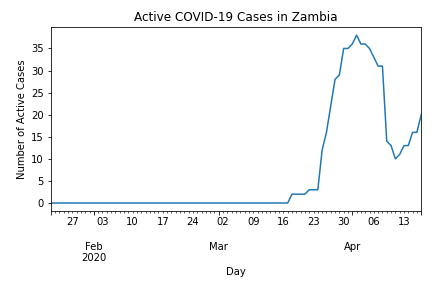 Active COVID-19 Cases in Zambia
Number of Active Cases
35
30
25
20
15
10
5
0
27 03 10 17 24 02 09 16 23 30 06 13
Feb Mar Apr
2020
Day